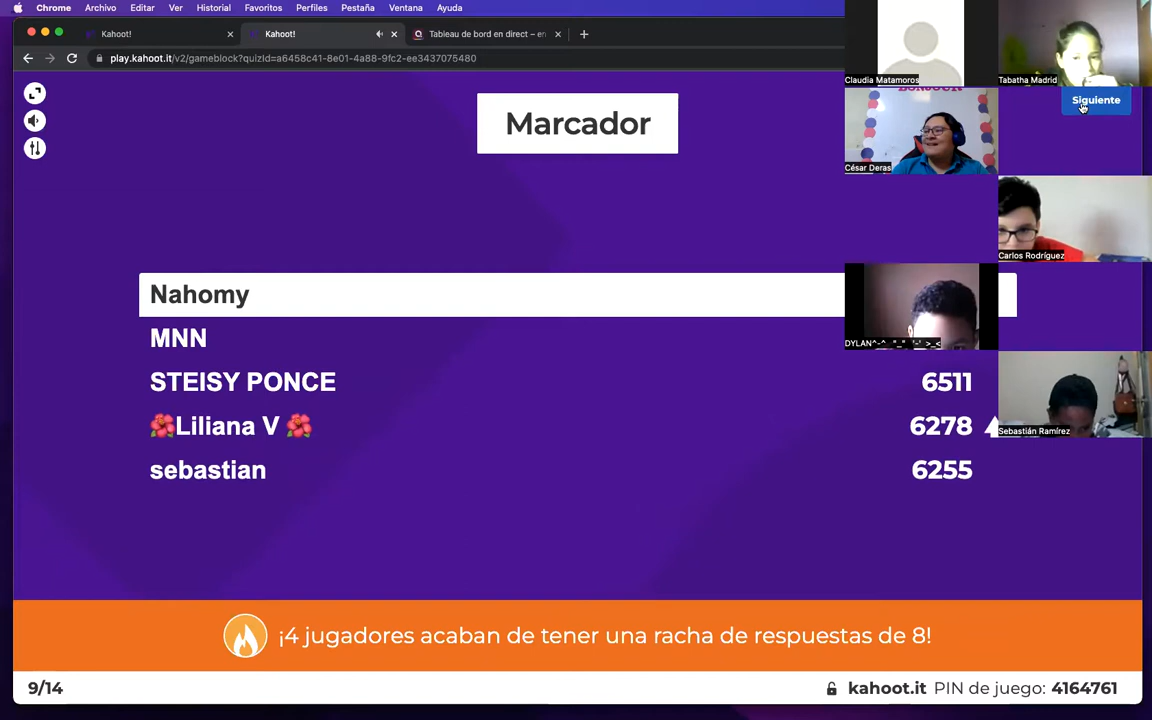 Chrome Archivo Editar Ver Historial Favoritos Perfiles Pestaña Ventana Ayuda
Kahoot!
Kahoot!
Tableau de bord en direct – en
play.kahoot.it/v2/gameblock?quizId=a6458c41-8e01-4a88-9fc2-ee3437075480
Claudia Matamoros
Tabatha Madrid
BONJOUR
Siguiente
Marcador
César Deras
Carlos Rodríguez
Nahomy
MNN
STEISY PONCE 6511
🌺Liliana V 🌺 6278
sebastian 6255
DYLAN^-^
Sebastián Ramírez
¡4 jugadores acaban de tener una racha de respuestas de 8!
9/14
kahoot.it PIN de juego: 4164761